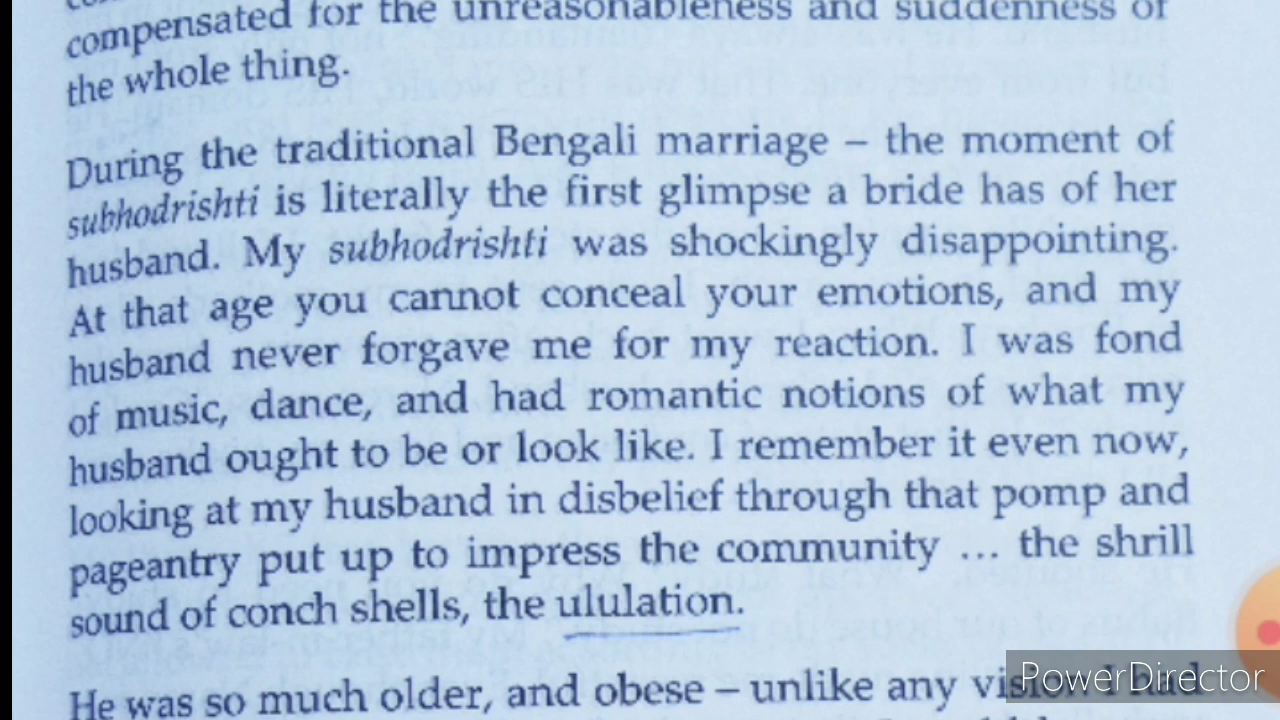 compensated for the unreasonableness and suddenness of
the whole thing.
During the traditional Bengali marriage – the moment of
subhodrishti is literally the first glimpse a bride has of her
husband. My subhodrishti was shockingly disappointing.
At that age you cannot conceal your emotions, and my
husband never forgave me for my reaction. I was fond
of music, dance, and had romantic notions of what my
husband ought to be or look like. I remember it even now,
looking at my husband in disbelief through that pomp and
pageantry put up to impress the community ... the shrill
sound of conch shells, the ululation.
He was so much older, and obese – unlike any vision I had
PowerDirector